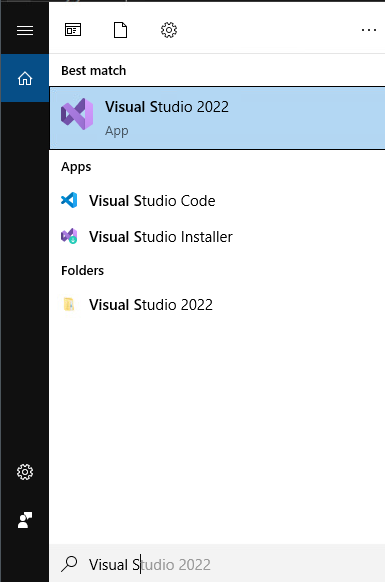 Best match
Visual Studio 2022
App
Apps
Visual Studio Code
Visual Studio Installer
Folders
Visual Studio 2022
Visual Studio 2022